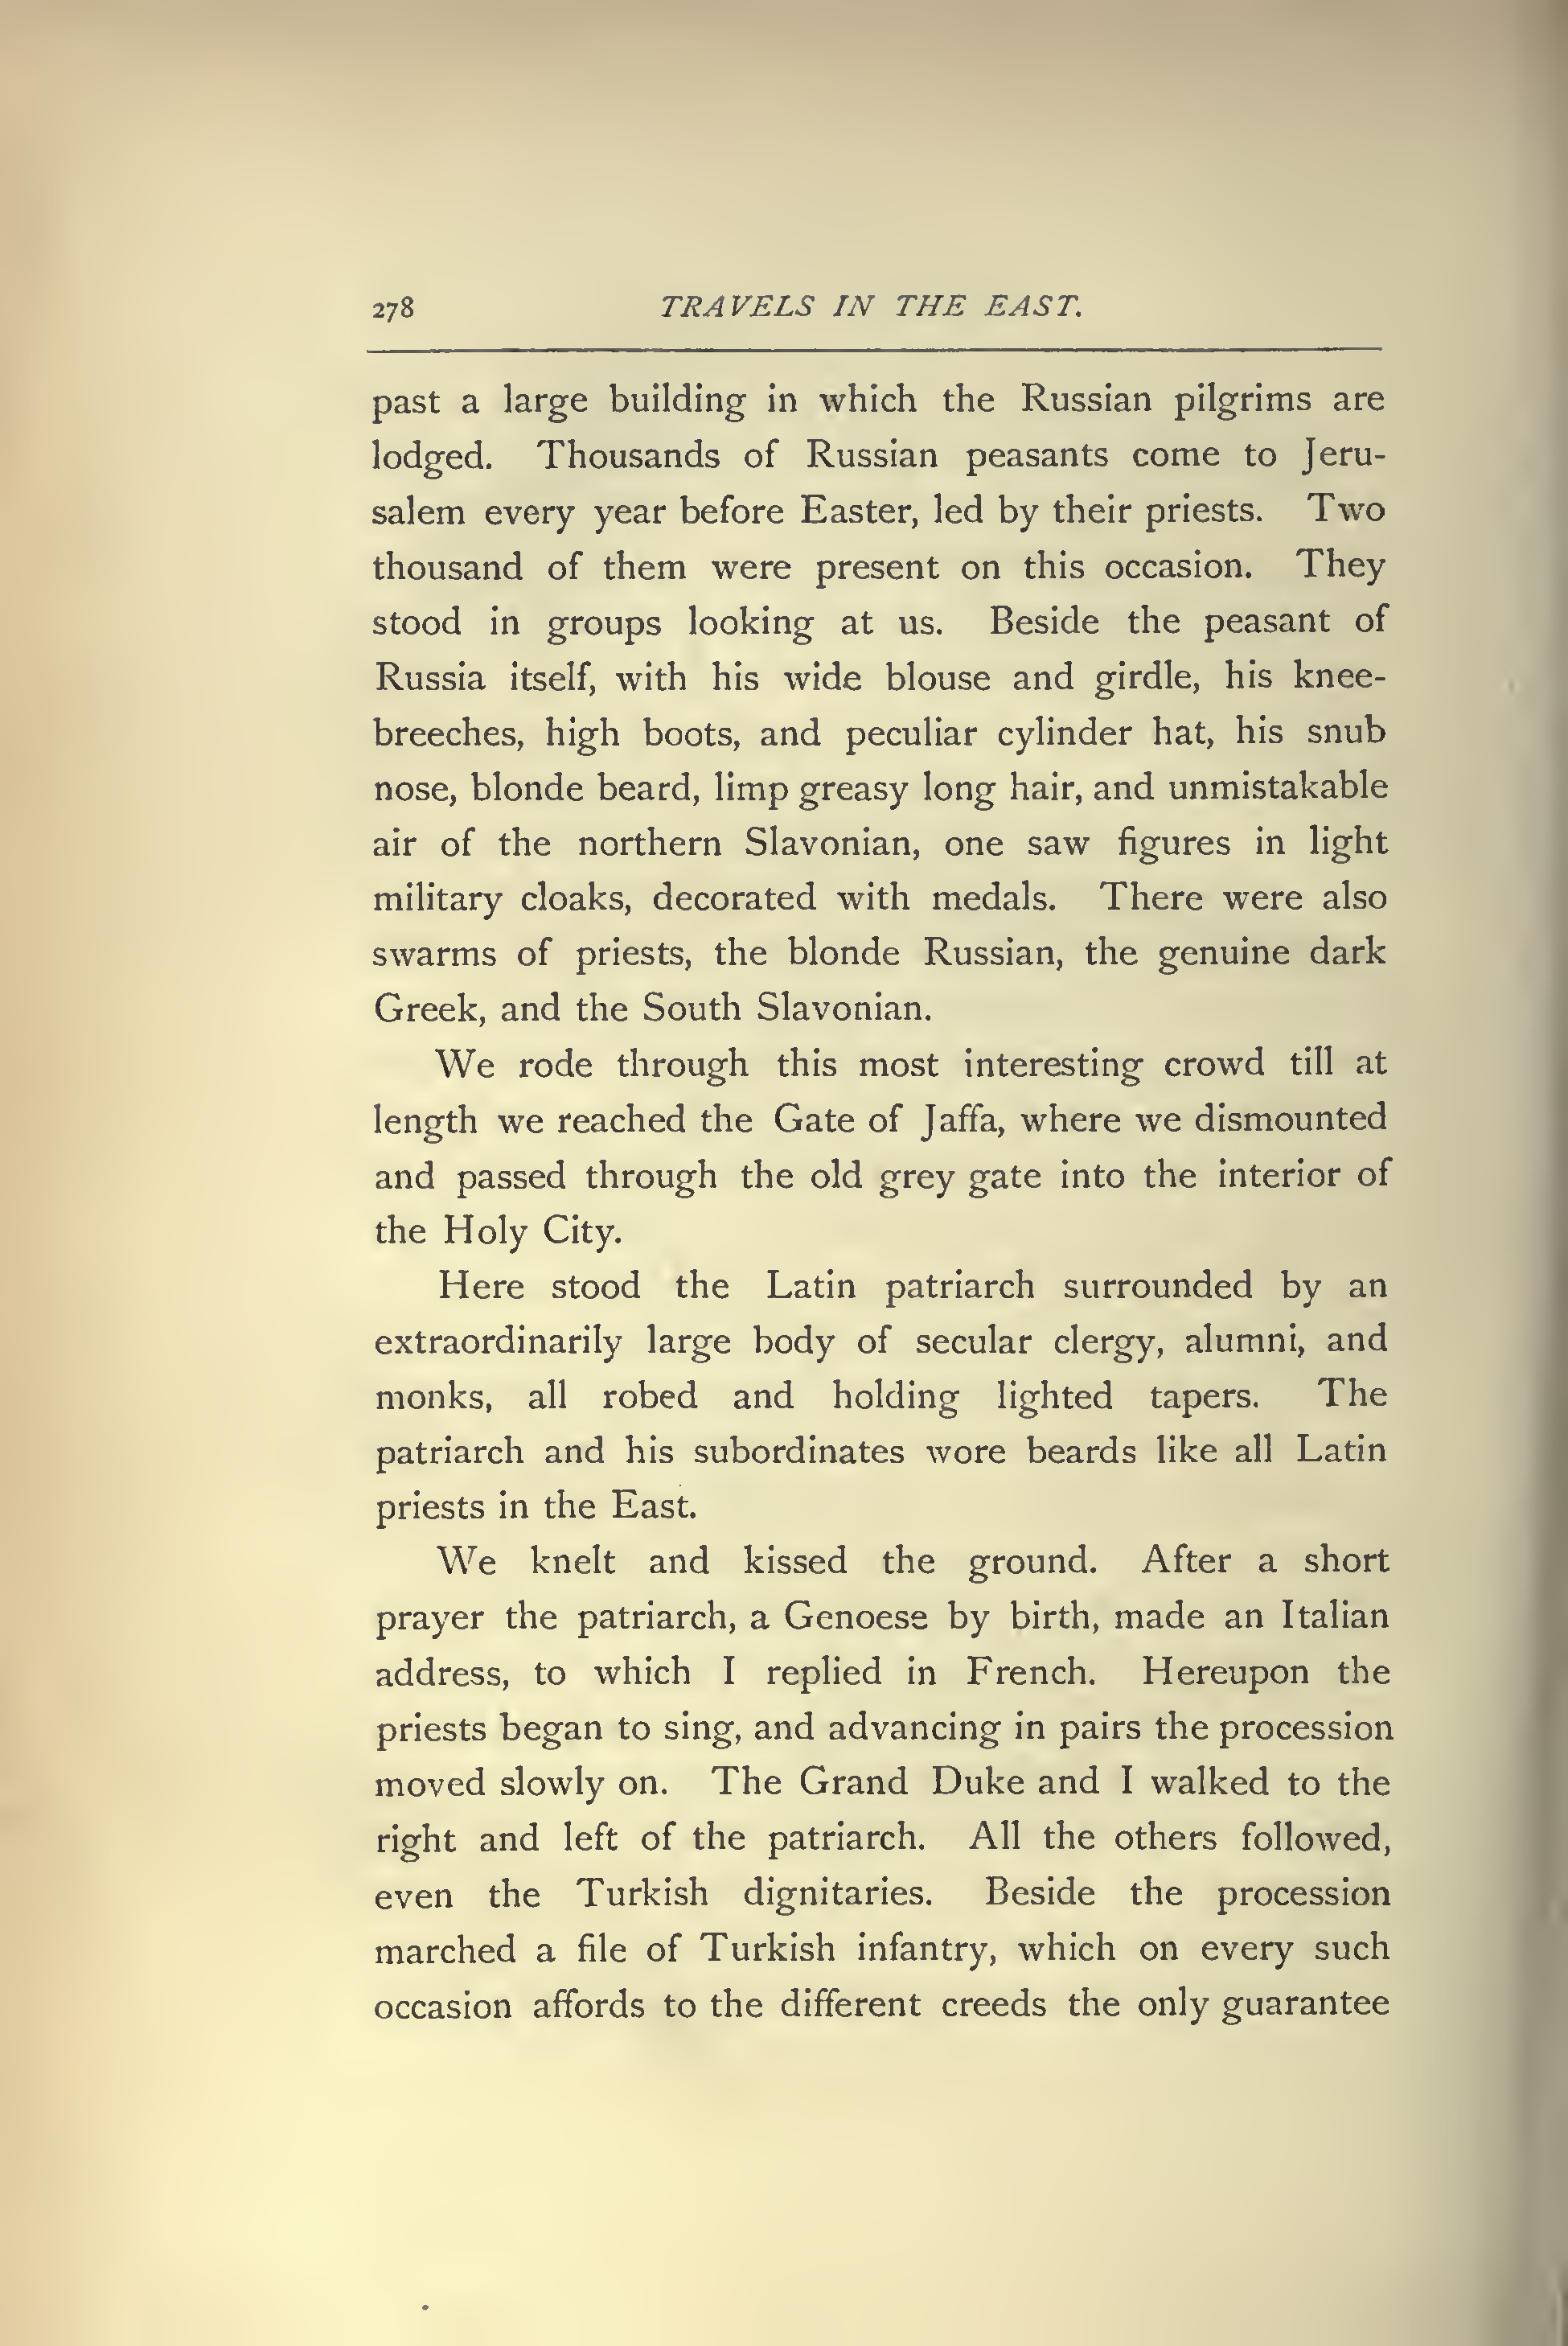 278 TRAVELS IN THE EAST.
past a large building in which the Russian pilgrims are
lodged. Thousands of Russian peasants come to Jeru-
salem every year before Easter, led by their priests. Two
thousand of them were present on this occasion. They
stood in groups looking at us. Beside the peasant of
Russia itself, with his wide blouse and girdle, his knee-
breeches, high boots, and peculiar cylinder hat, his snub
nose, blonde beard, limp greasy long hair, and unmistakable
air of the northern Slavonian, one saw figures in light
military cloaks, decorated with medals. There were also
swarms of priests, the blonde Russian, the genuine dark
Greek, and the South Slavonian.
We rode through this most interesting crowd till at
length we reached the Gate of Jaffa, where we dismounted
and passed through the old grey gate into the interior of
the Holy City.
Here stood the Latin patriarch surrounded by an
extraordinarily large body of secular clergy, alumni, and
monks, all robed and holding lighted tapers. The
patriarch and his subordinates wore beards like all Latin
priests in the East.
We knelt and kissed the ground. After a short
prayer the patriarch, a Genoese by birth, made an Italian
address, to which I replied in French. Hereupon the
priests began to sing, and advancing in pairs the procession
moved slowly on. The Grand Duke and I walked to the
right and left of the patriarch. All the others followed,
even the Turkish dignitaries. Beside the procession
marched a file of Turkish infantry, which on every such
occasion affords to the different creeds the only guarantee